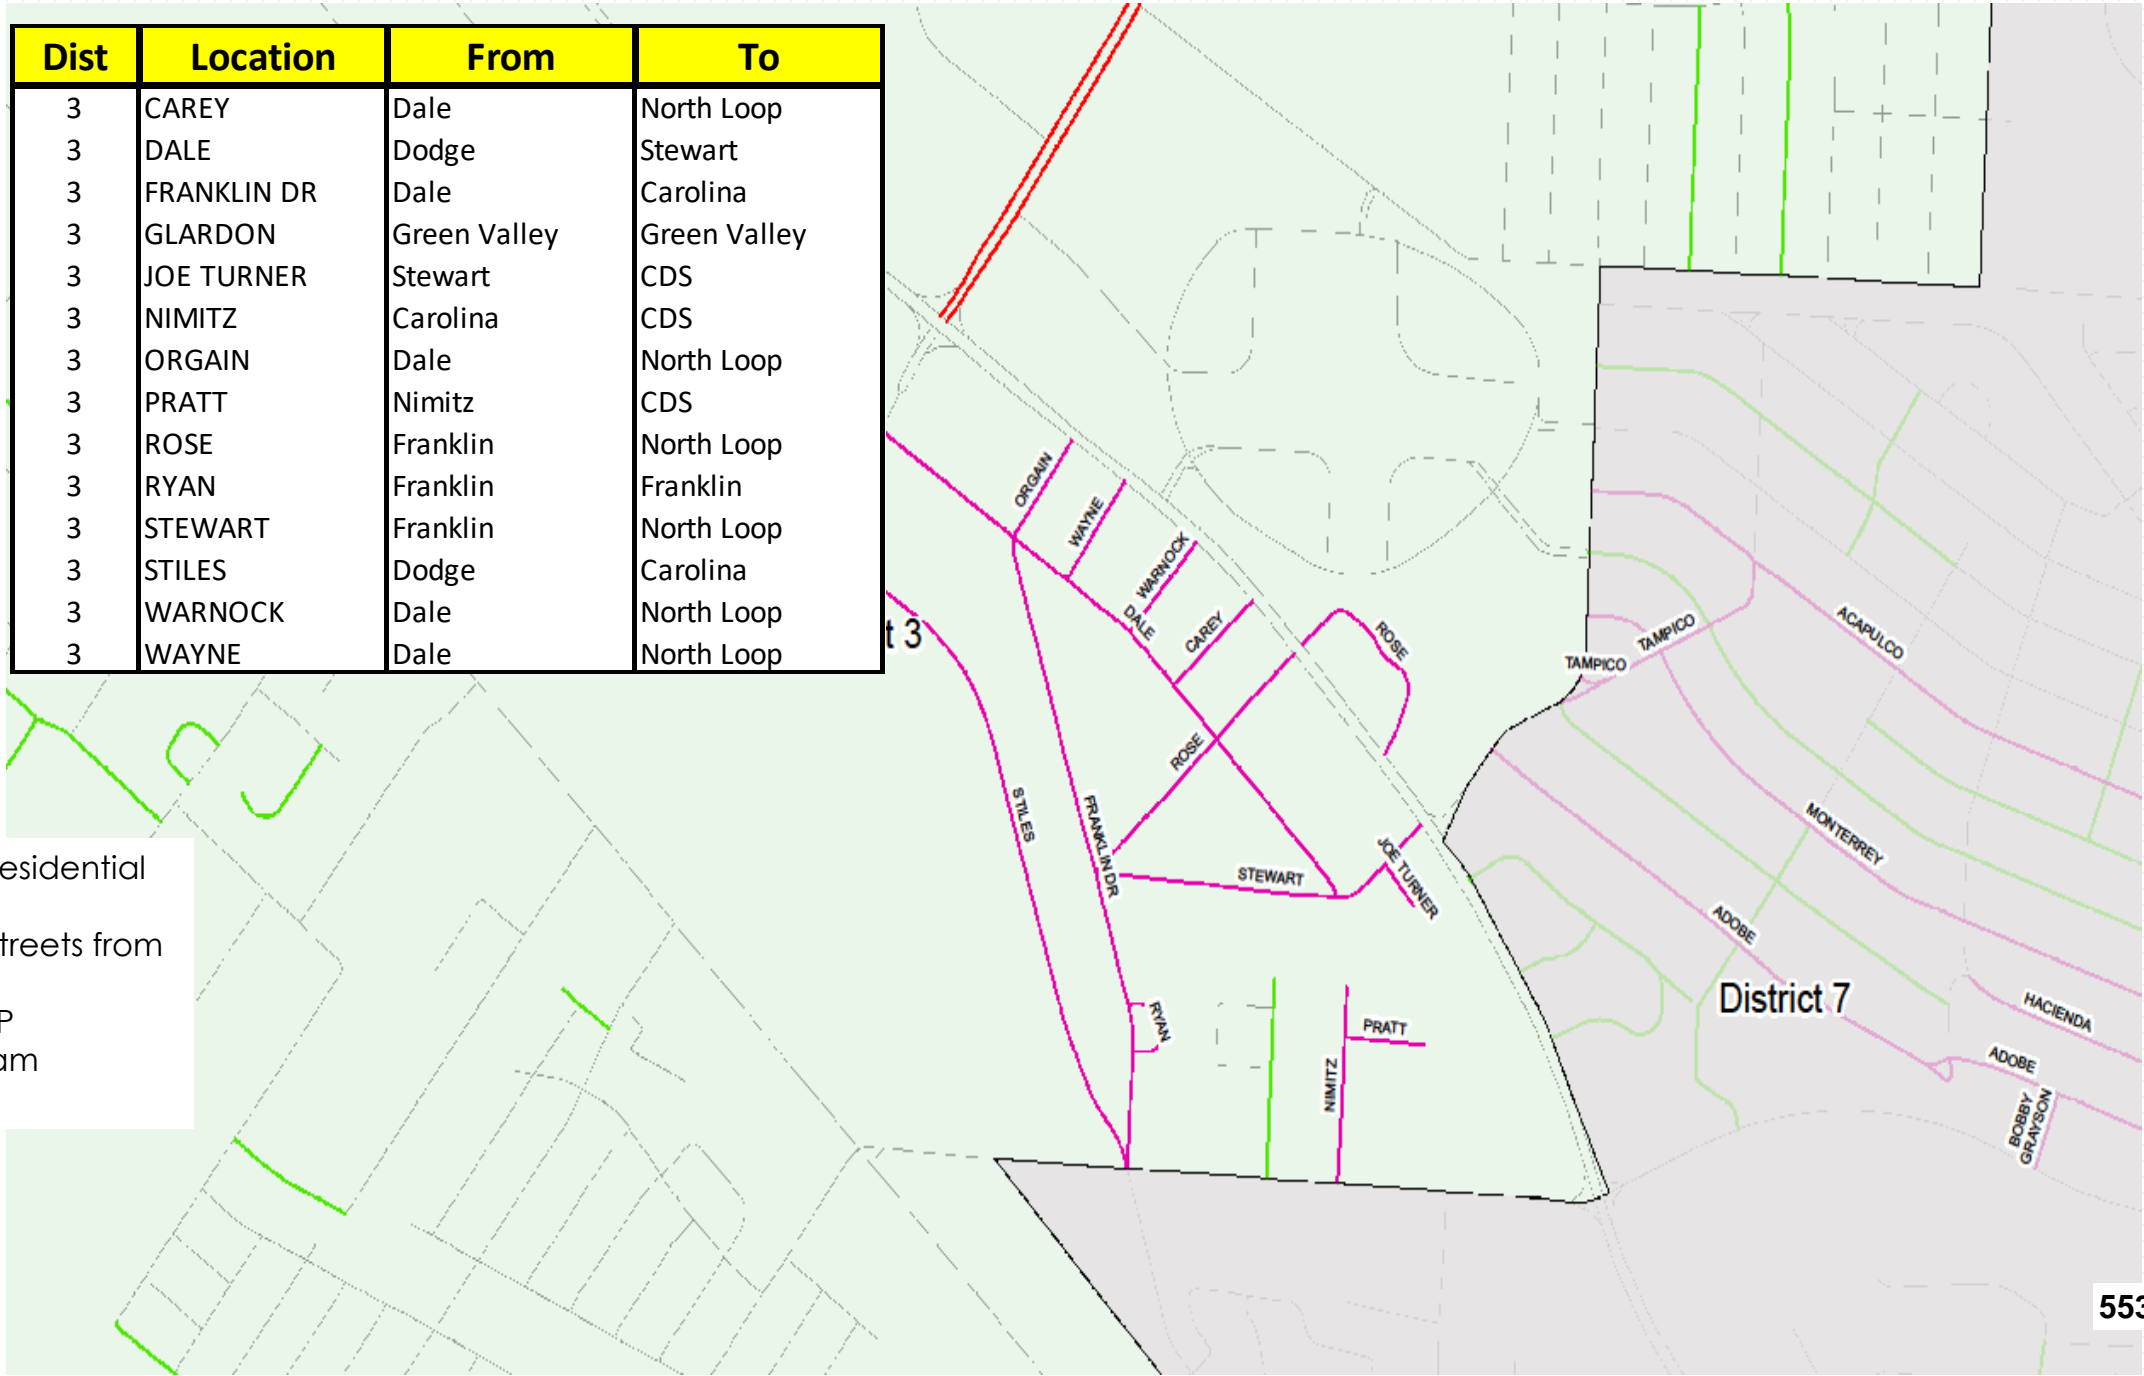 Dist Location From To
3 CAREY Dale North Loop
3 DALE Dodge Stewart
3 FRANKLIN DR Dale Carolina
3 GLARDON Green Valley Green Valley
3 JOE TURNER Stewart CDS
3 NIMITZ Carolina CDS
3 ORGAIN Dale North Loop
3 PRATT Nimitz CDS
3 ROSE Franklin North Loop
3 RYAN Franklin Franklin
3 STEWART Franklin North Loop
3 STILES Dodge Carolina
3 WARNOCK Dale North Loop
3 WAYNE Dale North Loop
t 3
ORGAIN
WAYNE
WARNOCK
DALE
CAREY
ROSE
ROSE
STILES
FRANKLIN DR
STEWART
JOE TURNER
RYAN
PRATT
NIMITZ
TAMPICO
TAMPICO
ACAPULCO
MONTERREY
ADOBE
District 7
HACIENDA
ADOBE
BOBBY
GRAYSON
esidential
treets from
P
am
553